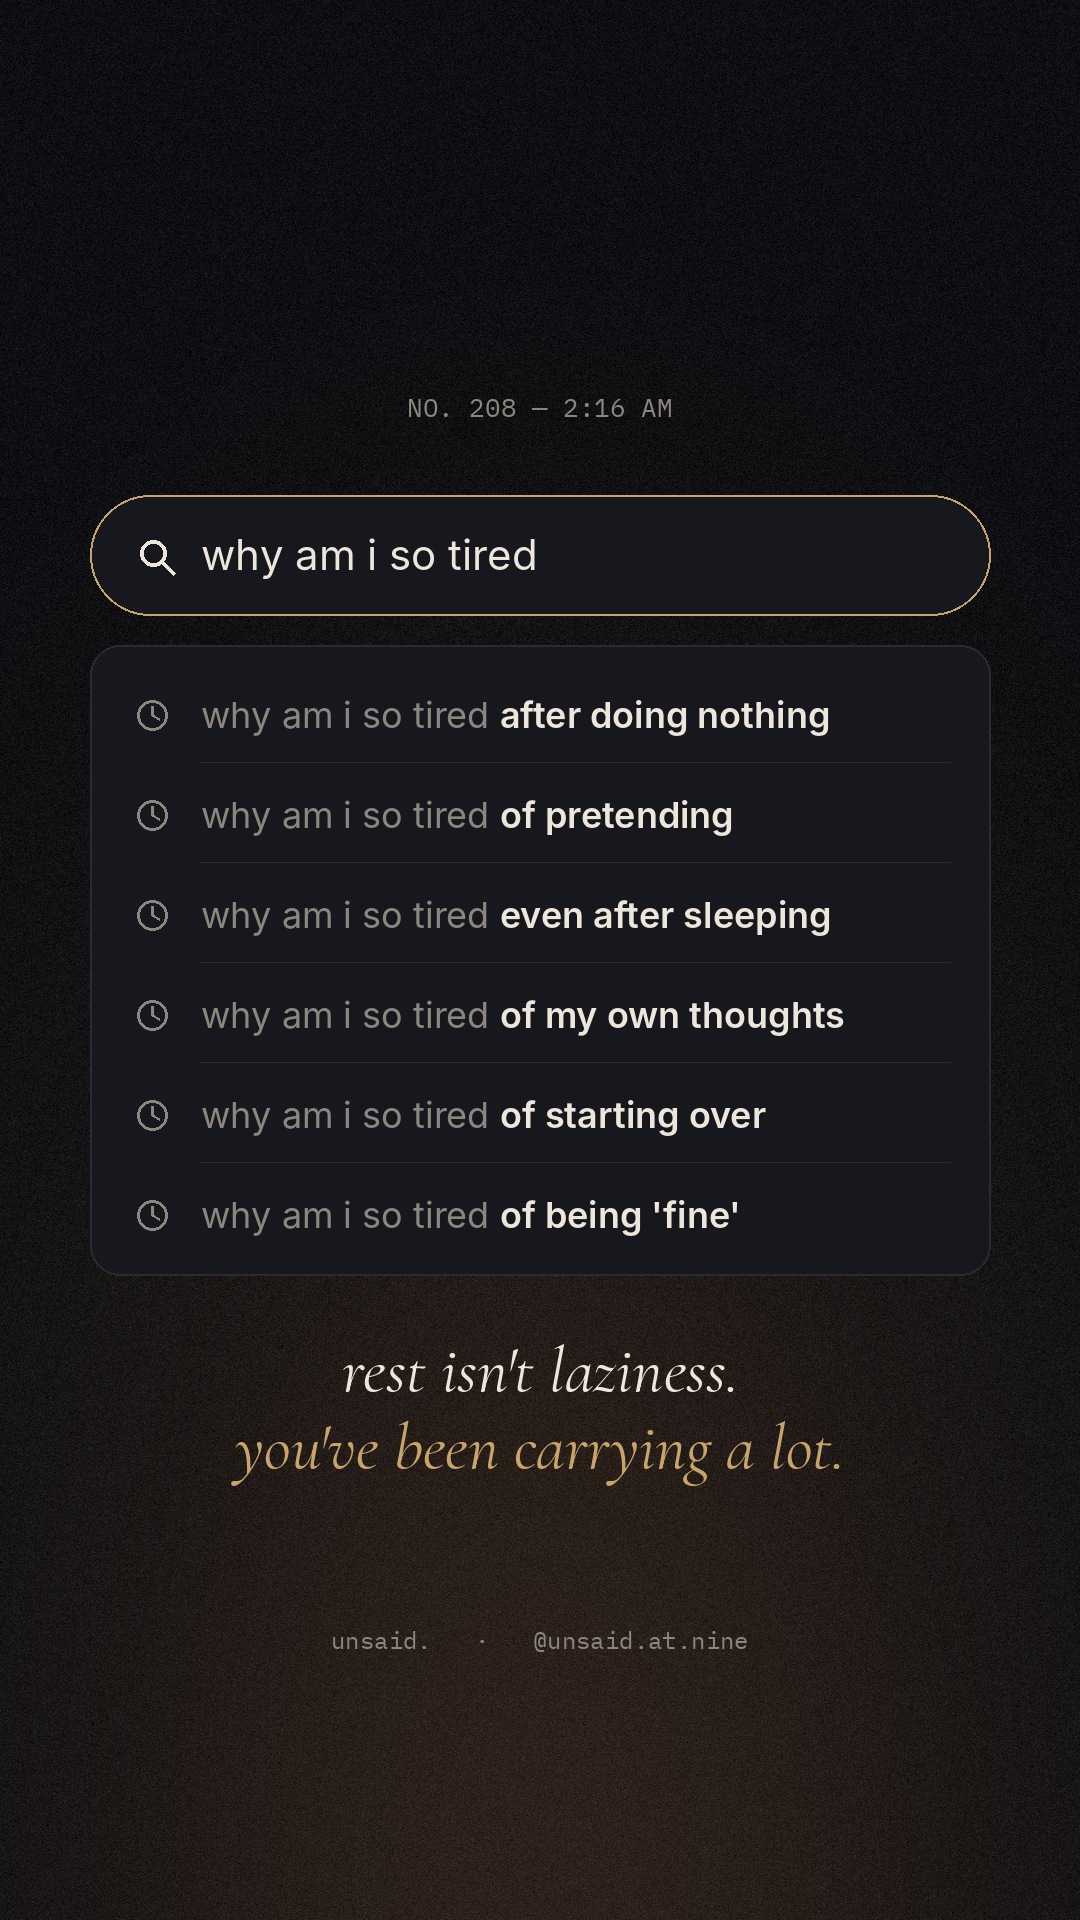 NO. 208 — 2:16 AM
why am i so tired
why am i so tired after doing nothing
why am i so tired of pretending
why am i so tired even after sleeping
why am i so tired of my own thoughts
why am i so tired of starting over
why am i so tired of being 'fine'
rest isn't laziness.
you've been carrying a lot.
unsaid. · @unsaid.at.nine